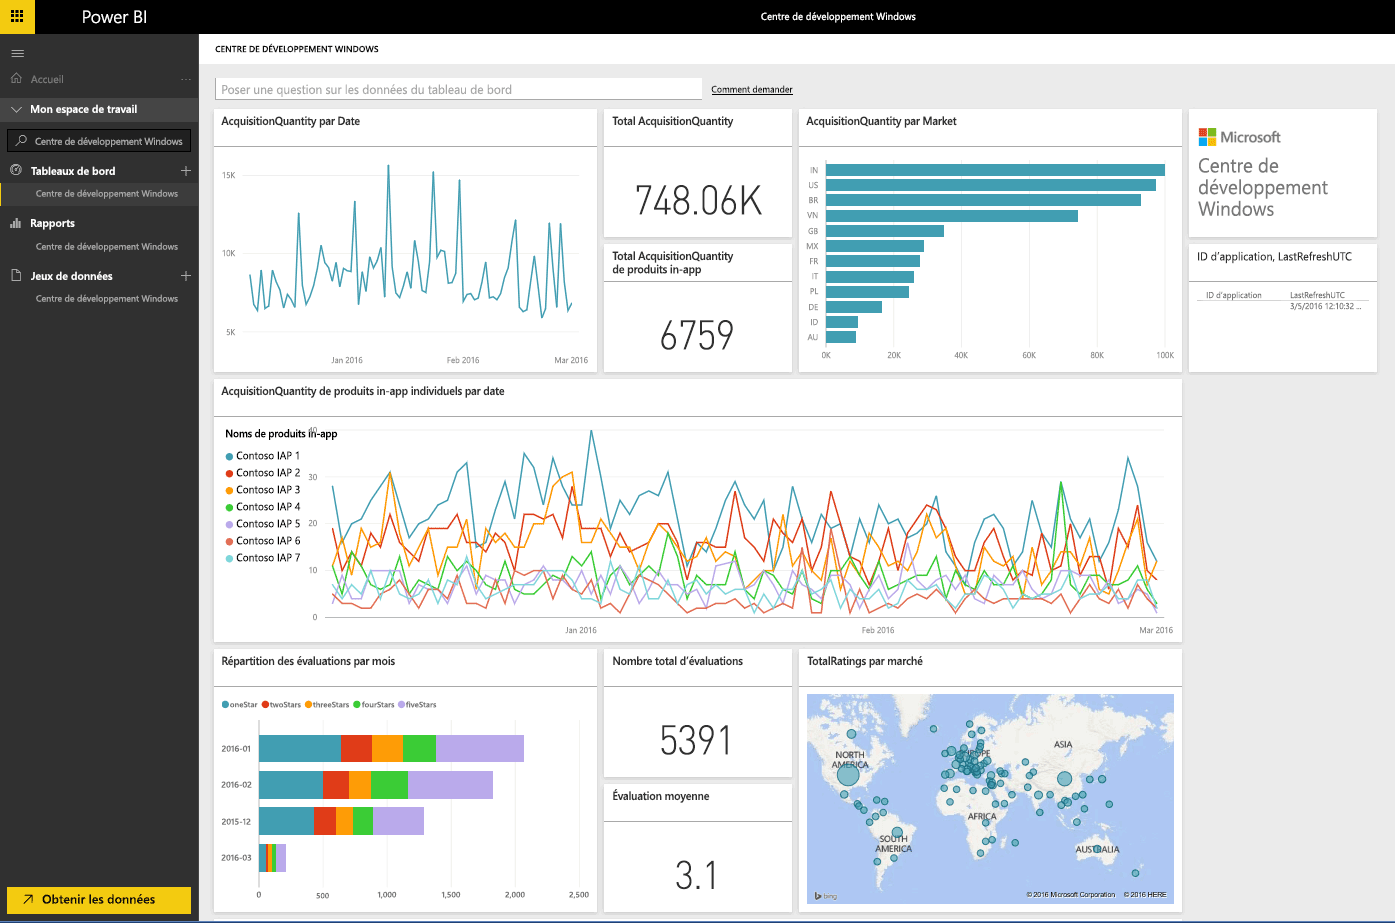 Power BI
Centre de développement Windows
CENTRE DE DÉVELOPPEMENT WINDOWS
Accueil
...
Mon espace de travail
Centre de développement Windows
Tableaux de bord
Centre de développement Windows
Rapports
Centre de développement Windows
Jeux de données
Centre de développement Windows
Obtenir les données
Poser une question sur les données du tableau de bord
Comment demander
AcquisitionQuantity par Date
15K
10K
5K
Jan 2016
Feb 2016
Mar 2016
Total AcquisitionQuantity
748.06K
Total AcquisitionQuantity
de produits in-app
6759
AcquisitionQuantity par Market
IN
US
BR
VN
GB
MX
FR
IT
PL
DE
ID
AU
0K
20K
40K
60K
80K
100K
Microsoft
Centre de
développement
Windows
ID d'application, LastRefreshUTC
ID d'application
LastRefreshUTC
3/5/2016 12:10:32 ...
AcquisitionQuantity de produits in-app individuels par date
Noms de produits in-app
Contoso IAP 1
Contoso IAP 2
Contoso IAP 3
Contoso IAP 4
Contoso IAP 5
Contoso IAP 6
Contoso IAP 7
40
30
20
10
0
Jan 2016
Feb 2016
Mar 2016
Répartition des évaluations par mois
oneStar twoStars threeStars fourStars fiveStars
2016-01
2016-02
2015-12
2016-03
0
500
1,000
1,500
2,000
2,500
Nombre total d'évaluations
5391
Évaluation moyenne
3.1
TotalRatings par marché
NORTH
AMERICA
EUROPE
ASIA
AFRICA
SOUTH
AMERICA
AUSTRALIA
bing
© 2016 Microsoft Corporation © 2016 HERE